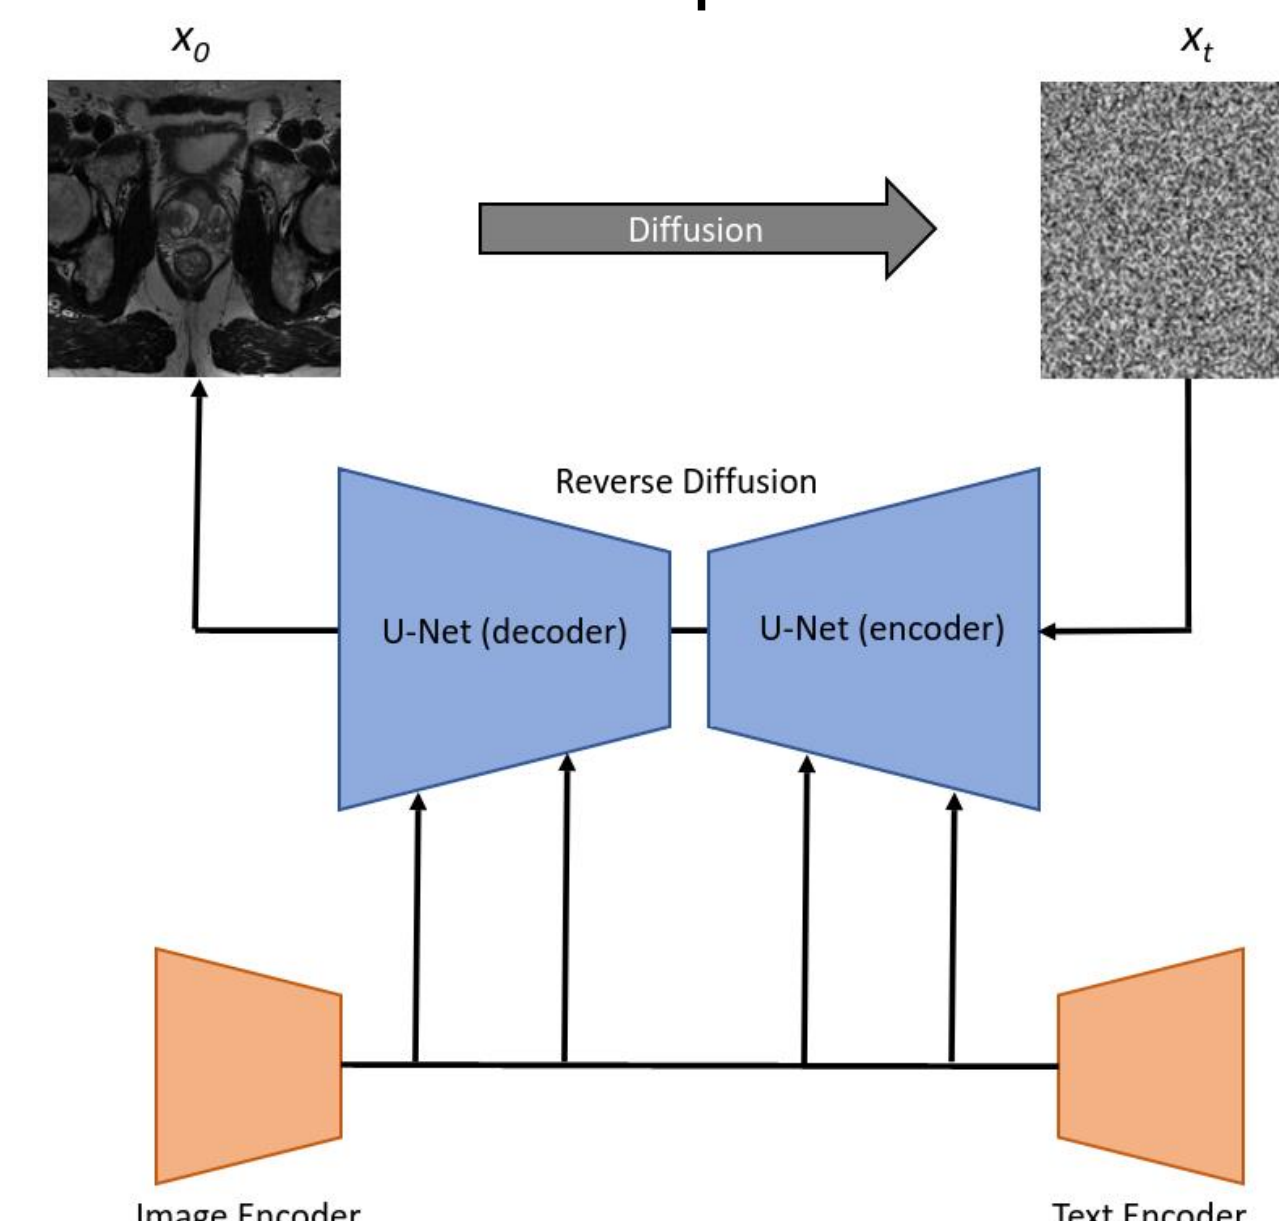 x0
xt
Diffusion
Reverse Diffusion
U-Net (decoder)
U-Net (encoder)
Image Encoder
Text Encoder